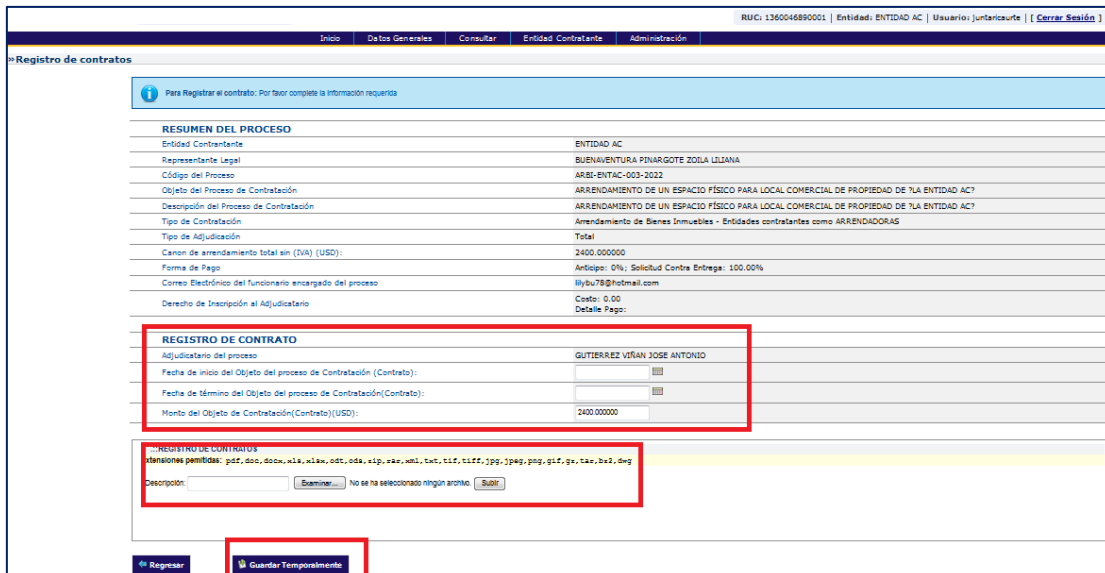 RUC: 1360046890001 | Entidad: ENTIDAD AC | Usuario: juntaricaurte | [ Cerrar Sesión ]
Inicio Datos Generales Consultar Entidad Contratante Administración
»Registro de contratos
Para Registrar el contrato: Por favor complete la información requerida
RESUMEN DEL PROCESO
Entidad Contrantante ENTIDAD AC
Representante Legal BUENAVENTURA PINARGOTE ZOILA LILIANA
Código del Proceso ARBI-ENTAC-003-2022
Objeto del Proceso de Contratación ARRENDAMIENTO DE UN ESPACIO FÍSICO PARA LOCAL COMERCIAL DE PROPIEDAD DE ?LA ENTIDAD AC?
Descripción del Proceso de Contratación ARRENDAMIENTO DE UN ESPACIO FÍSICO PARA LOCAL COMERCIAL DE PROPIEDAD DE ?LA ENTIDAD AC?
Tipo de Contratación Arrendamiento de Bienes Inmuebles - Entidades contratantes como ARRENDADORAS
Tipo de Adjudicación Total
Canon de arrendamiento total sin (IVA) (USD): 2400.000000
Forma de Pago Anticipo: 0%; Solicitud Contra Entrega: 100.00%
Correo Electrónico del funcionario encargado del proceso lilybu78@hotmail.com
Derecho de Inscripción al Adjudicatario Costo: 0.00
Detalle Pago:
REGISTRO DE CONTRATO
Adjudicatario del proceso GUTIERREZ VIÑAN JOSE ANTONIO
Fecha de inicio del Objeto del proceso de Contratación (Contrato):
Fecha de término del Objeto del proceso de Contratación(Contrato):
Monto del Objeto de Contratación(Contrato)(USD): 2400.000000
:::REGISTRO DE CONTRATOS
xtensiones pemitidas: pdf,doc,docx,xls,xlsx,odt,ods,zip,rar,xml,txt,tif,tiff,jpg,jpeg,png,gif,gz,tar,bz2,dwg
Descripción: Examinar... No se ha seleccionado ningún archivo. Subir
Regresar Guardar Temporalmente